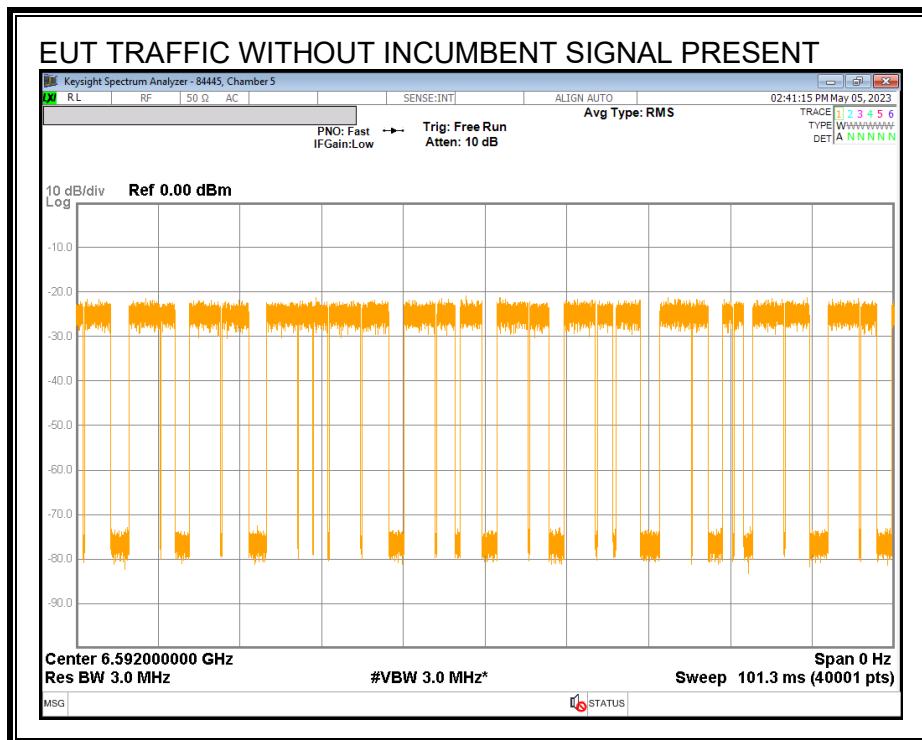 EUT TRAFFIC WITHOUT INCUMBENT SIGNAL PRESENT
Keysight Spectrum Analyzer - 84445, Chamber 5
LXI RL RF 50 Ω AC SENSE:INT ALIGN AUTO 02:41:15 PM May 05, 2023
Avg Type: RMS TRACE 1 2 3 4 5 6
PNO: Fast Trig: Free Run TYPE WWWWWW
IFGain:Low Atten: 10 dB DET A N N N N N
10 dB/div Ref 0.00 dBm
Log
-10.0
-20.0
-30.0
-40.0
-50.0
-60.0
-70.0
-80.0
-90.0
Center 6.592000000 GHz Span 0 Hz
Res BW 3.0 MHz #VBW 3.0 MHz* Sweep 101.3 ms (40001 pts)
MSG STATUS